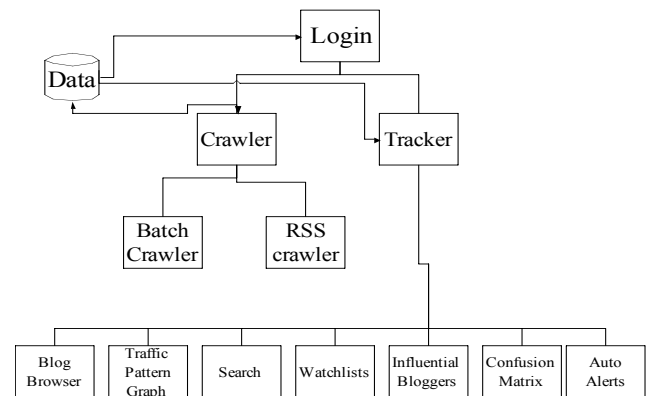 Login
Data
Crawler
Tracker
Batch
Crawler
RSS
crawler
Blog
Browser
Traffic
Pattern
Graph
Search
Watchlists
Influential
Bloggers
Confusion
Matrix
Auto
Alerts